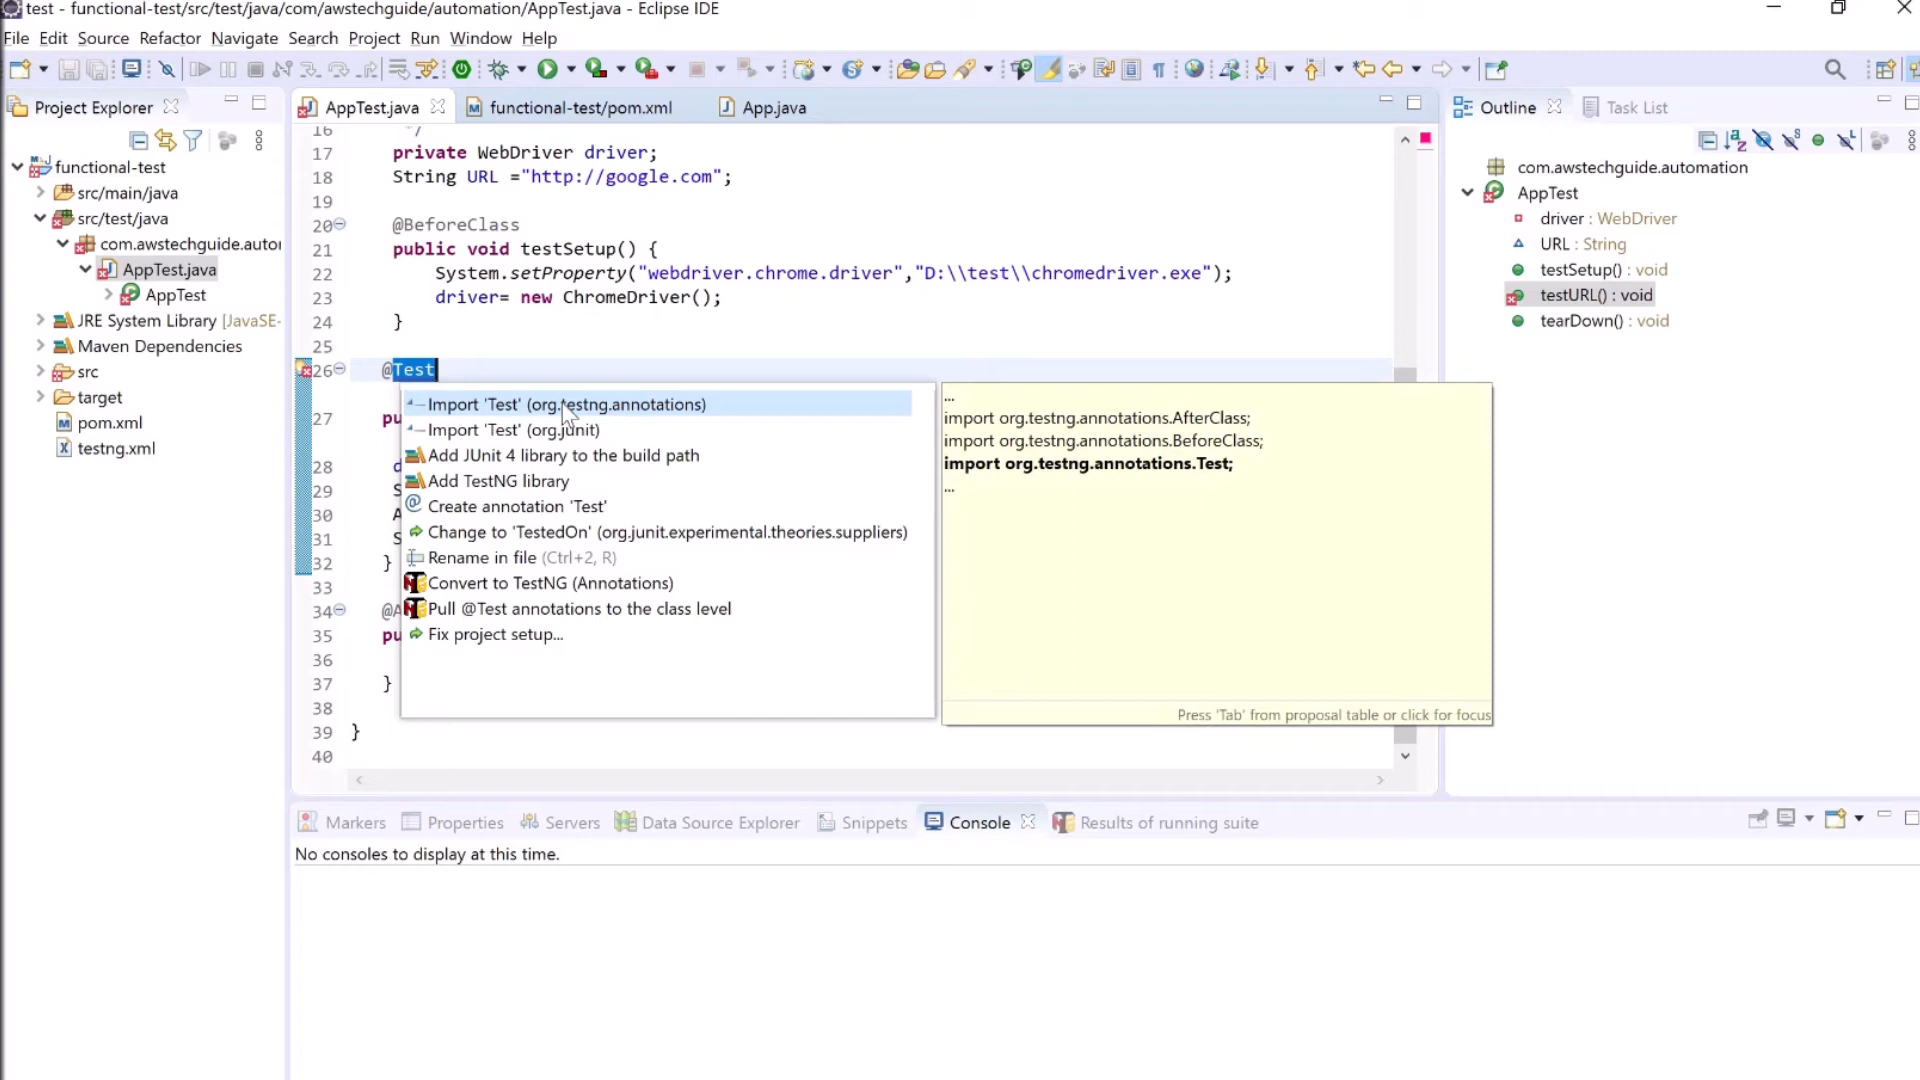 test - functional-test/src/test/java/com/awstechguide/automation/AppTest.java - Eclipse IDE
File Edit Source Refactor Navigate Search Project Run Window Help
Project Explorer
functional-test
src/main/java
src/test/java
com.awstechguide.autor
AppTest.java
AppTest
JRE System Library [JavaSE-
Maven Dependencies
src
target
pom.xml
testng.xml
AppTest.java functional-test/pom.xml App.java
16 */
17 private WebDriver driver;
18 String URL ="http://google.com";
19
20 @BeforeClass
21 public void testSetup() {
22 System.setProperty("webdriver.chrome.driver","D:\\test\\chromedriver.exe");
23 driver= new ChromeDriver();
24 }
25
26 @Test
27 pu
28 d
29 S
30 A
31 S
32 }
33
34 @A
35 pu
36
37 }
38
39 }
40
Import 'Test' (org.testng.annotations)
Import 'Test' (org.junit)
Add JUnit 4 library to the build path
Add TestNG library
Create annotation 'Test'
Change to 'TestedOn' (org.junit.experimental.theories.suppliers)
Rename in file (Ctrl+2, R)
Convert to TestNG (Annotations)
Pull @Test annotations to the class level
Fix project setup...
...
import org.testng.annotations.AfterClass;
import org.testng.annotations.BeforeClass;
import org.testng.annotations.Test;
...
Press 'Tab' from proposal table or click for focus
Outline Task List
com.awstechguide.automation
AppTest
driver : WebDriver
URL : String
testSetup() : void
testURL() : void
tearDown() : void
Markers Properties Servers Data Source Explorer Snippets Console Results of running suite
No consoles to display at this time.